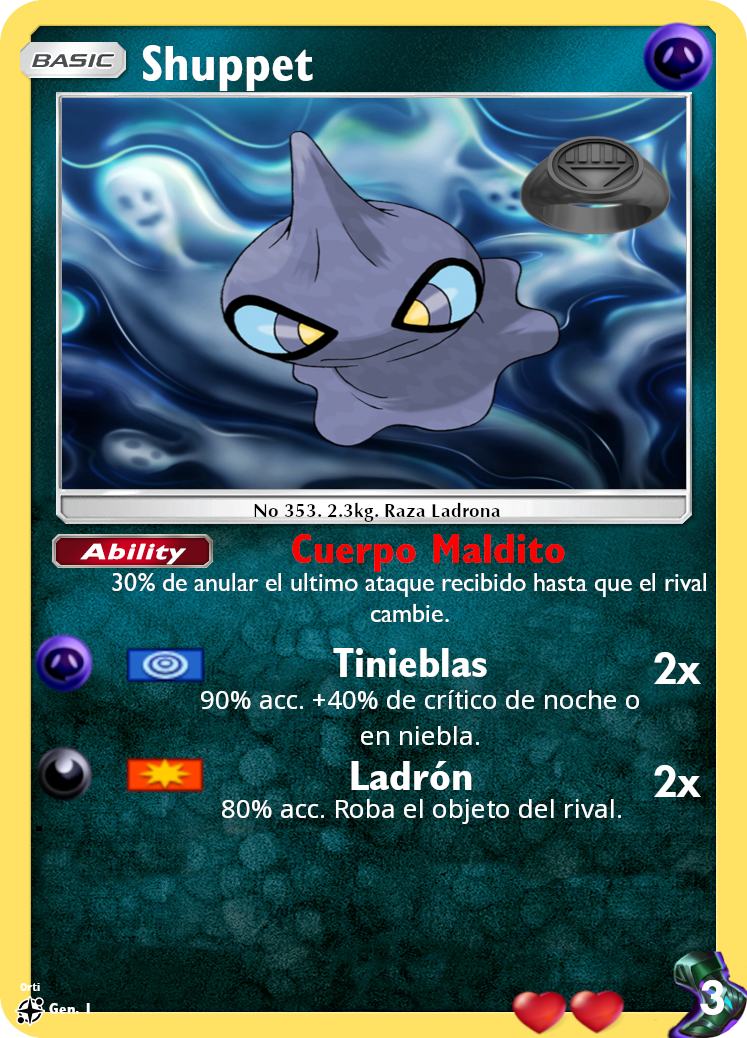 BASIC Shuppet
No 353. 2.3kg. Raza Ladrona
Ability Cuerpo Maldito
30% de anular el ultimo ataque recibido hasta que el rival
cambie.
Tinieblas 2x
90% acc. +40% de crítico de noche o
en niebla.
Ladrón 2x
80% acc. Roba el objeto del rival.
Orti
Gen. I
3